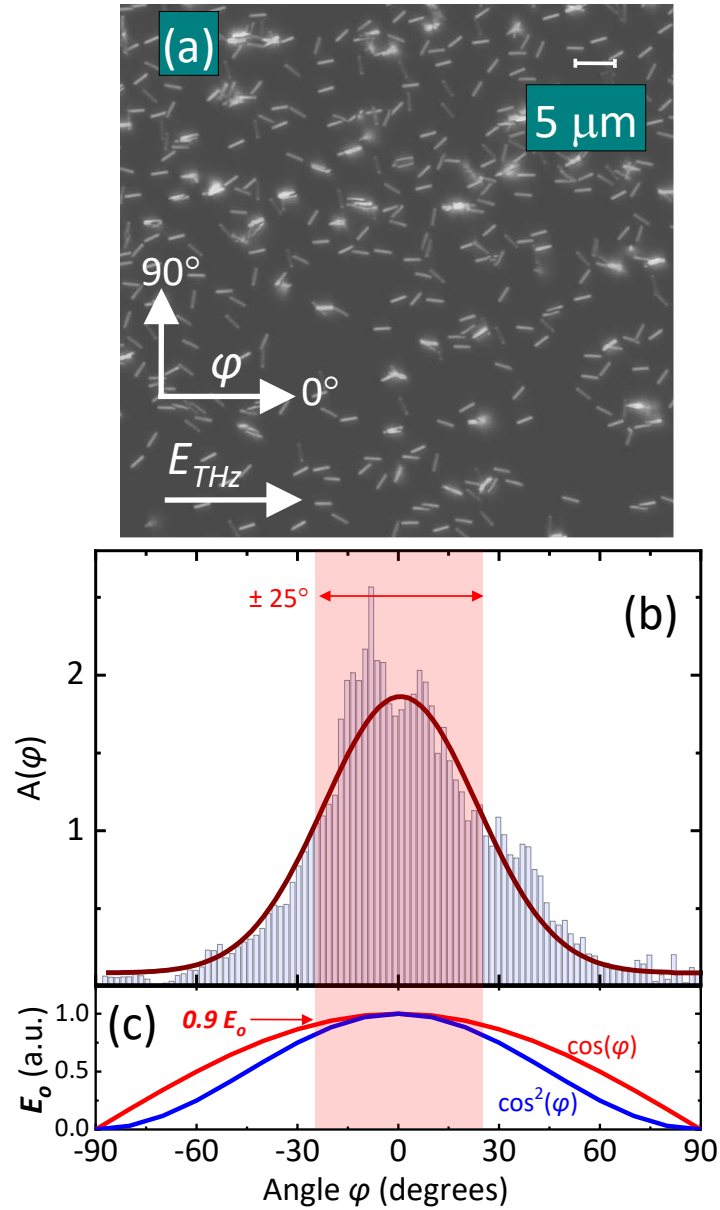 (a)
5 μm
90°
φ
0°
E_THz
± 25°
(b)
2
1
A(φ)
(c)
0.9 E_o
1.0
0.5
0.0
E_o (a.u.)
cos(φ)
cos²(φ)
-90 -60 -30 0 30 60 90
Angle φ (degrees)